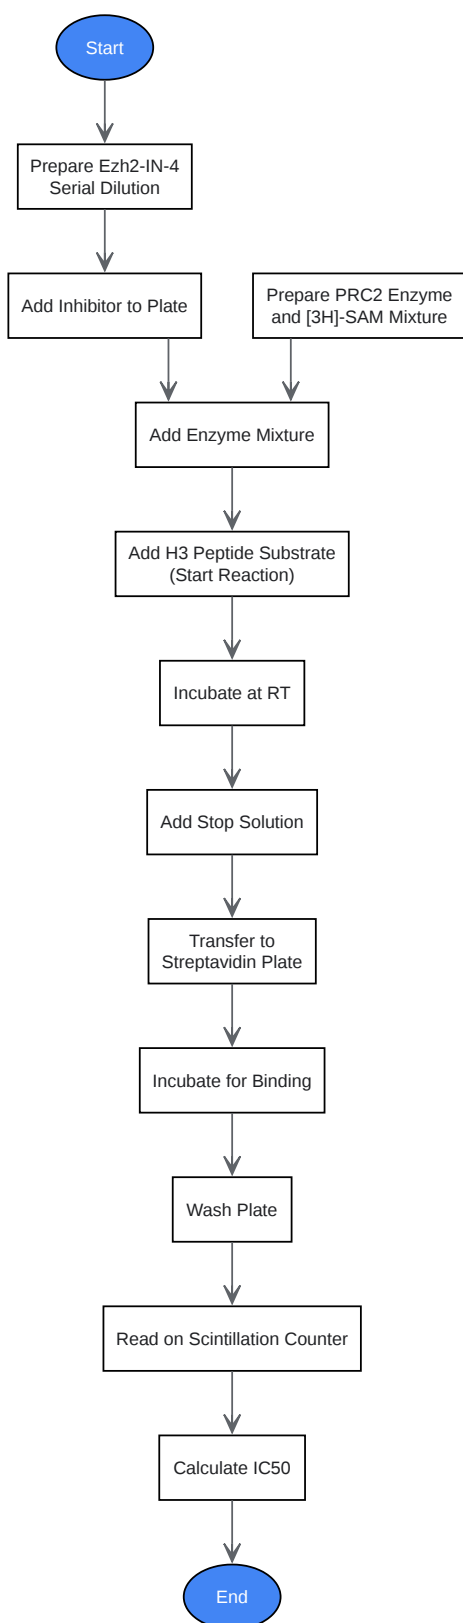 Start
Prepare Ezh2-IN-4
Serial Dilution
Add Inhibitor to Plate
Prepare PRC2 Enzyme
and [3H]-SAM Mixture
Add Enzyme Mixture
Add H3 Peptide Substrate
(Start Reaction)
Incubate at RT
Add Stop Solution
Transfer to
Streptavidin Plate
Incubate for Binding
Wash Plate
Read on Scintillation Counter
Calculate IC50
End